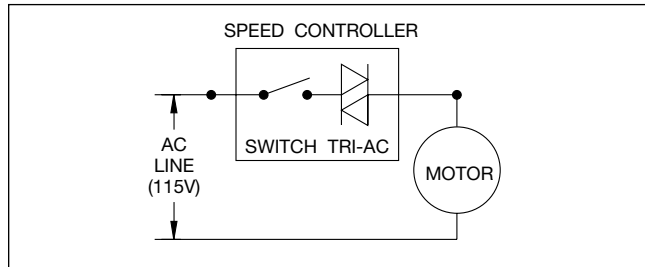 SPEED CONTROLLER
SWITCH TRI-AC
AC
LINE
(115V)
MOTOR